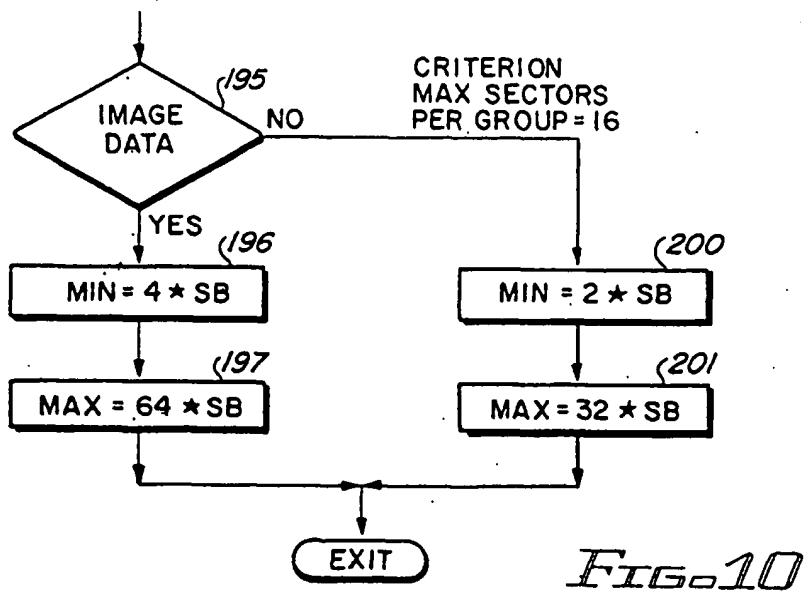 195
IMAGE
DATA
NO
CRITERION
MAX SECTORS
PER GROUP = 16
YES
196
MIN = 4 ★ SB
200
MIN = 2 ★ SB
197
MAX = 64 ★ SB
201
MAX = 32 ★ SB
EXIT
FIG. 10